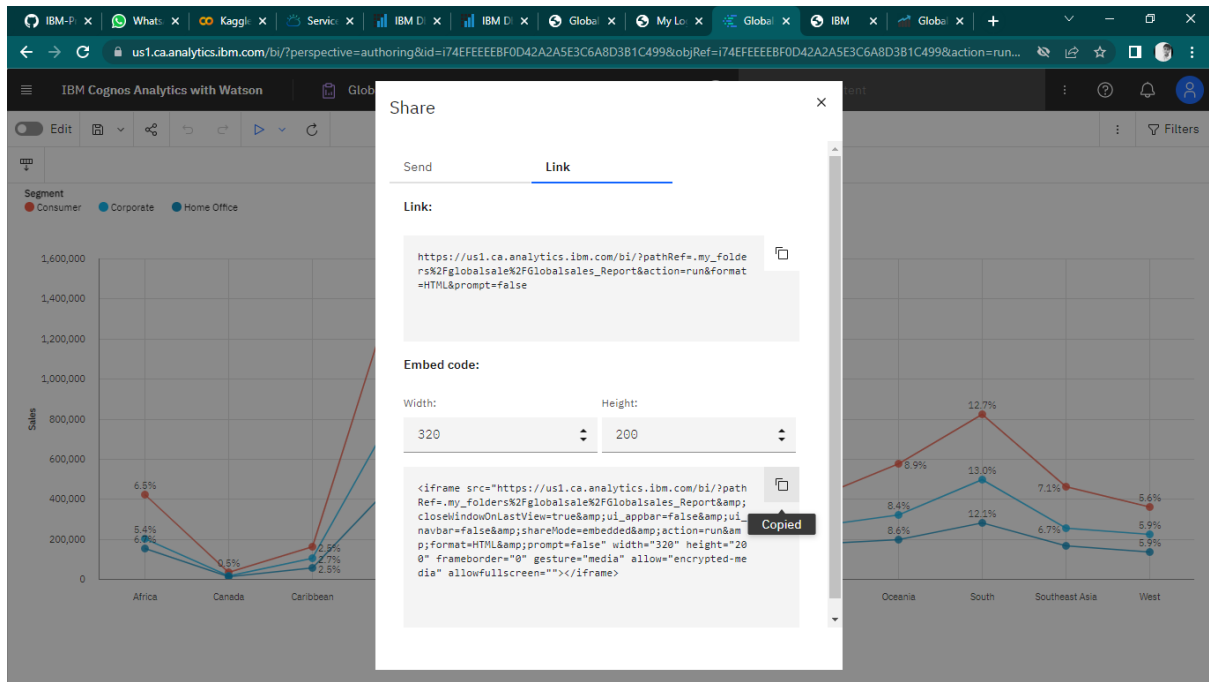 IBM-P
Whats
Kaggle
Service
IBM D
IBM D
Global
My Lo
Global
IBM
Global
us1.ca.analytics.ibm.com/bi/?perspective=authoring&id=i74EFEEEEBF0D42A2A5E3C6A8D3B1C499&objRef=i74EFEEEEBF0D42A2A5E3C6A8D3B1C499&action=run...
IBM Cognos Analytics with Watson
Glob
tent
Edit
Filters
Share
Send
Link
Link:
https://us1.ca.analytics.ibm.com/bi/?pathRef=.my_folde
rs%2Fglobalsale%2FGlobalsales_Report&action=run&format
=HTML&prompt=false
Embed code:
Width:
Height:
320
200
<iframe src="https://us1.ca.analytics.ibm.com/bi/?path
Ref=.my_folders%2Fglobalsale%2FGlobalsales_Report&amp;
closeWindowOnLastView=true&amp;ui_appbar=false&amp;ui_
navbar=false&amp;shareMode=embedded&amp;action=run&am
p;format=HTML&amp;prompt=false" width="320" height="20
0" frameborder="0" gesture="media" allow="encrypted-me
dia" allowfullscreen=""></iframe>
Copied
Segment
Consumer
Corporate
Home Office
1,600,000
1,400,000
1,200,000
1,000,000
800,000
600,000
400,000
200,000
0
Sales
6.5%
5.4%
0.5%
2.5%
2.7%
2.5%
8.9%
8.4%
8.6%
12.7%
13.0%
12.1%
7.1%
6.7%
5.6%
5.9%
5.9%
Africa
Canada
Caribbean
Oceania
South
Southeast Asia
West